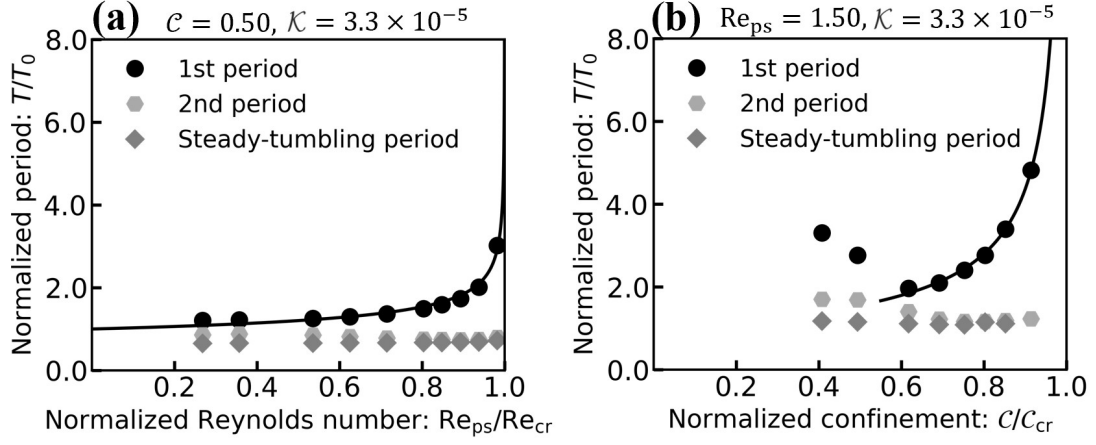 (a) 𝒞 = 0.50, 𝒦 = 3.3 × 10⁻⁵
8.0
6.0
4.0
2.0
0.0
Normalized period: T/T₀
1st period
2nd period
Steady-tumbling period
0.2 0.4 0.6 0.8 1.0
Normalized Reynolds number: Reₚₛ/Re_cr
(b) Reₚₛ = 1.50, 𝒦 = 3.3 × 10⁻⁵
8.0
6.0
4.0
2.0
0.0
Normalized period: T/T₀
1st period
2nd period
Steady-tumbling period
0.2 0.4 0.6 0.8 1.0
Normalized confinement: 𝒞/𝒞_cr